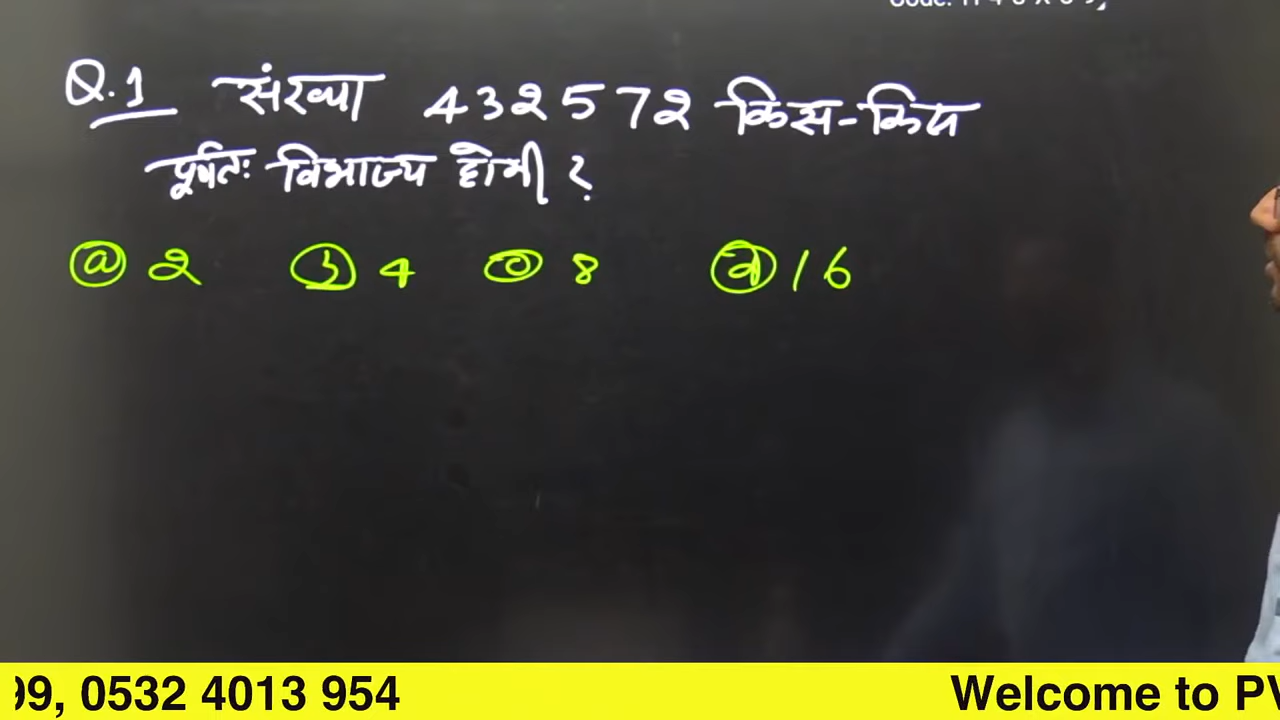 Q.1 संख्या 432572 किस-किस
पूर्णतः विभाज्य होगी ?
ⓐ 2 ⓑ 4 ⓒ 8 ⓓ 16
99, 0532 4013 954 Welcome to PV